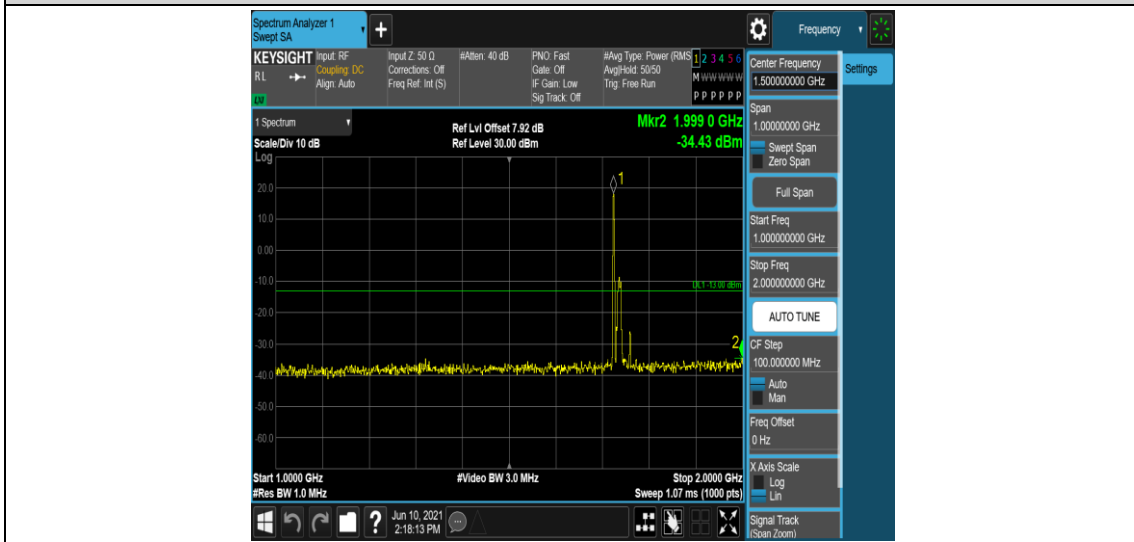 Spectrum Analyzer 1
Swept SA
+
Frequency
KEYSIGHT
RL
Input: RF
Coupling: DC
Align: Auto
Input Z: 50 Ω
Corrections: Off
Freq Ref: Int (S)
#Atten: 40 dB
PNO: Fast
Gate: Off
IF Gain: Low
Sig Track: Off
#Avg Type: Power (RMS
Avg|Hold: 50/50
Trig: Free Run
1 2 3 4 5 6
M W W W W W
P P P P P P
1 Spectrum
Scale/Div 10 dB
Ref Lvl Offset 7.92 dB
Ref Level 30.00 dBm
Mkr2 1.999 0 GHz
-34.43 dBm
Log
20.0
10.0
0.00
-10.0
-20.0
-30.0
-40.0
-50.0
-60.0
1
DL1 -13.00 dBm
2
Start 1.0000 GHz
#Res BW 1.0 MHz
#Video BW 3.0 MHz
Stop 2.0000 GHz
Sweep 1.07 ms (1000 pts)
Center Frequency
1.500000000 GHz
Settings
Span
1.00000000 GHz
Swept Span
Zero Span
Full Span
Start Freq
1.000000000 GHz
Stop Freq
2.000000000 GHz
AUTO TUNE
CF Step
100.000000 MHz
Auto
Man
Freq Offset
0 Hz
X Axis Scale
Log
Lin
Signal Track
(Span Zoom)
?
Jun 10, 2021
2:18:13 PM